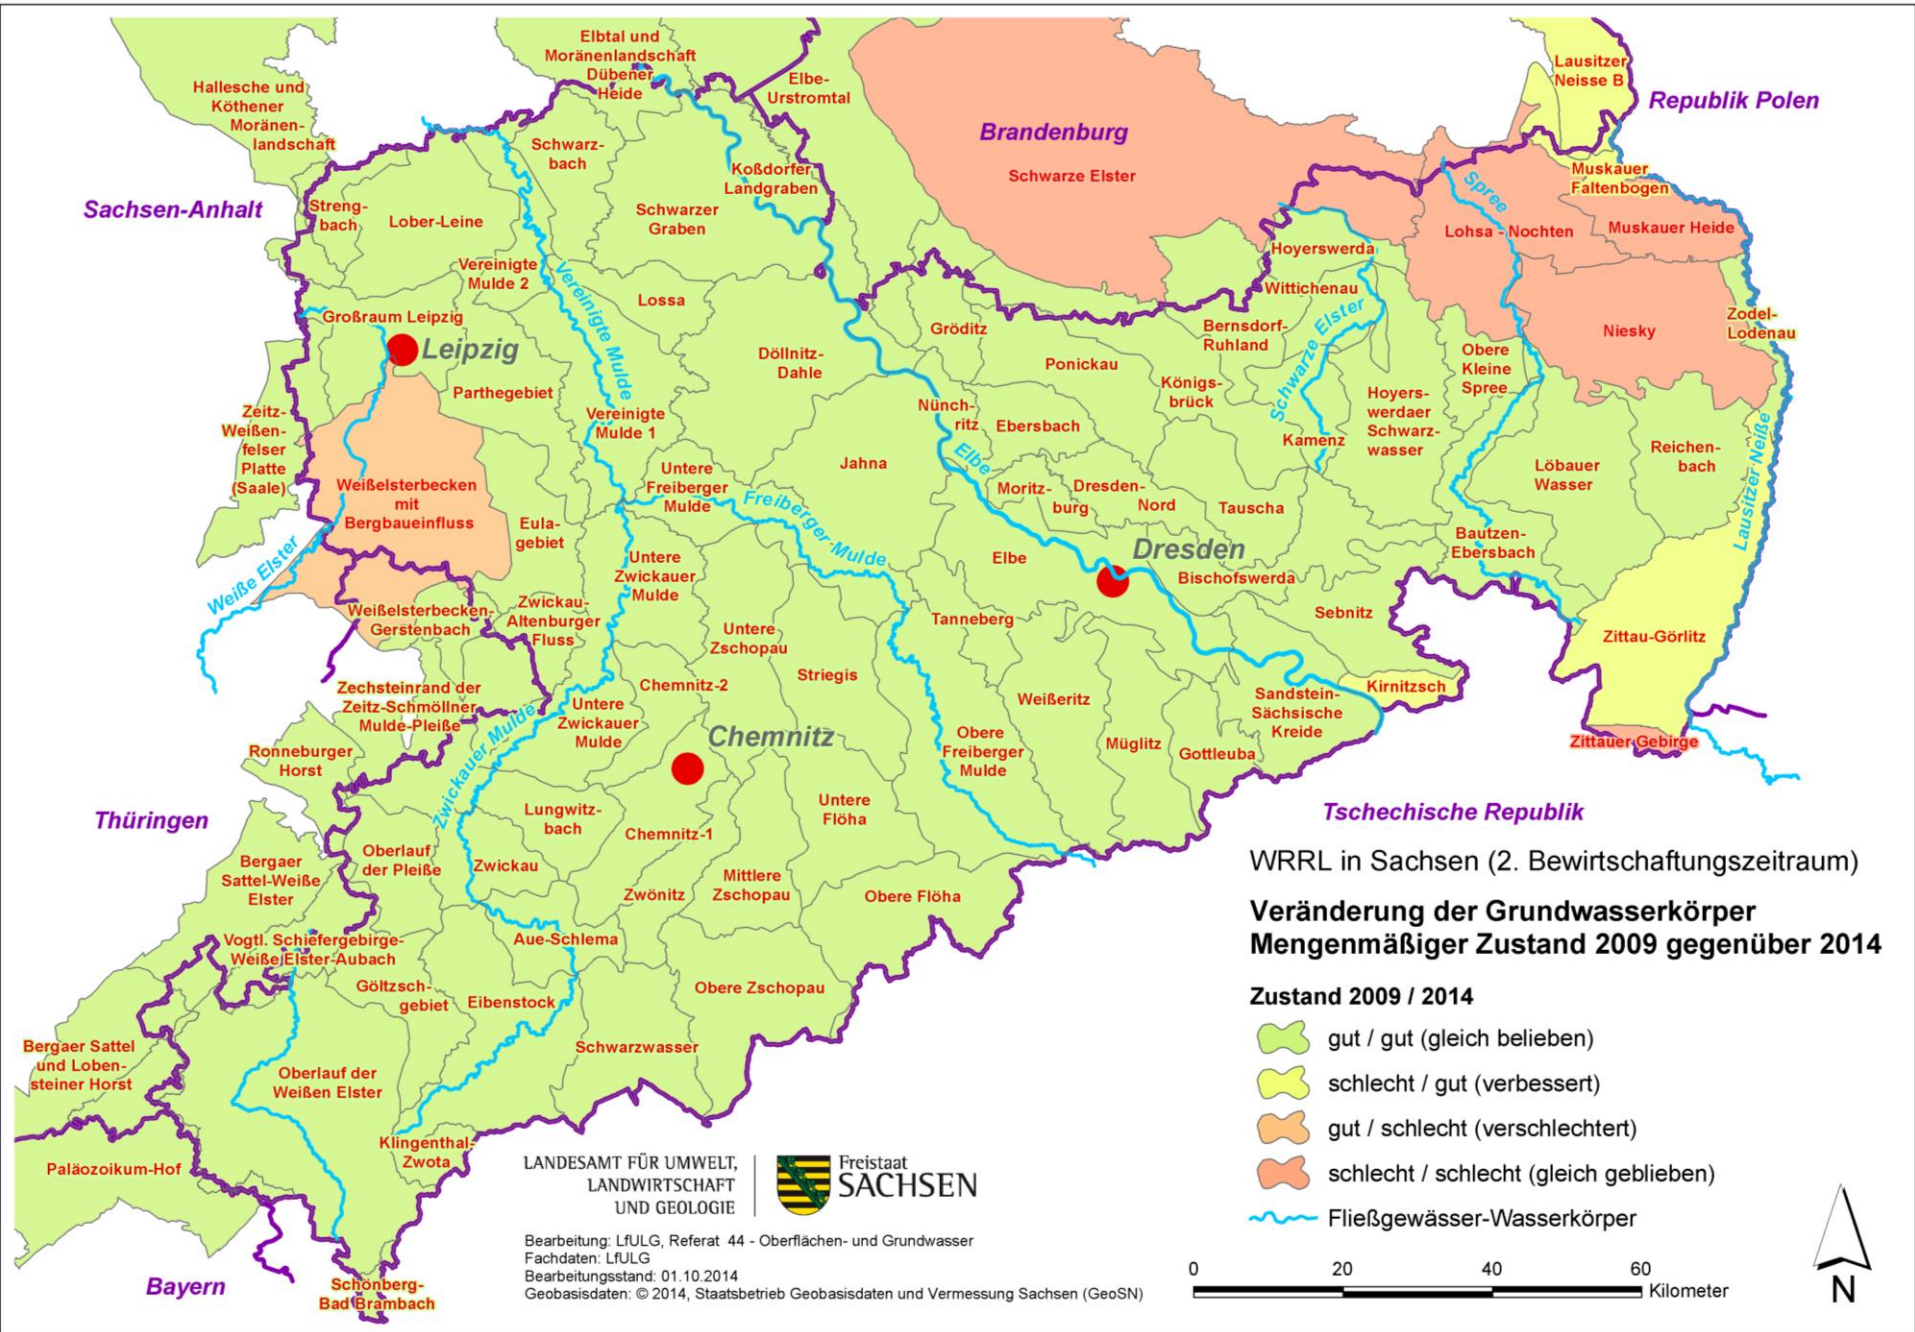 Elbtal und
Moränenlandschaft
Dübener
Heide
Hallesche und
Köthener
Moränen-
landschaft
Elbe-
Urstromtal
Lausitzer
Neisse B
Republik Polen
Brandenburg
Schwarze Elster
Schwarz-
bach
Koßdorfer
Landgraben
Muskauer
Faltenbogen
Spree
Sachsen-Anhalt
Streng-
bach
Lober-Leine
Schwarzer
Graben
Lohsa - Nochten
Muskauer Heide
Hoyerswerda
Vereinigte
Mulde 2
Vereinigte Mulde
Lossa
Wittichenau
Schwarze Elster
Großraum Leipzig
Leipzig
Gröditz
Bernsdorf-
Ruhland
Niesky
Zodel-
Lodenau
Döllnitz-
Dahle
Ponickau
Königs-
brück
Obere
Kleine
Spree
Parthegebiet
Vereinigte
Mulde 1
Nünch-
ritz
Ebersbach
Hoyers-
werdaer
Schwarz-
wasser
Kamenz
Zeitz-
Weißen-
felser
Platte
(Saale)
Jahna
Elbe
Reichen-
bach
Lausitzer Neiße
Löbauer
Wasser
Untere
Freiberger
Mulde
Freiberger-Mulde
Moritz-
burg
Dresden-
Nord
Tauscha
Weißelsterbecken
mit
Bergbaueinfluss
Eula-
gebiet
Weiße Elster
Bautzen-
Ebersbach
Elbe
Dresden
Bischofswerda
Untere
Zwickauer
Mulde
Weißelsterbecken-
Gerstenbach
Zwickau-
Altenburger
Fluss
Tanneberg
Sebnitz
Zittau-Görlitz
Untere
Zschopau
Striegis
Zechsteinrand der
Zeitz-Schmöllner
Mulde-Pleiße
Chemnitz-2
Weißeritz
Sandstein-
Sächsische
Kreide
Kirnitzsch
Untere
Zwickauer
Mulde
Zwickauer Mulde
Chemnitz
Obere
Freiberger
Mulde
Müglitz
Gottleuba
Zittauer Gebirge
Ronneburger
Horst
Thüringen
Lungwitz-
bach
Chemnitz-1
Untere
Flöha
Tschechische Republik
Oberlauf
der Pleiße
Zwickau
Bergaer
Sattel-Weiße
Elster
Zwönitz
Mittlere
Zschopau
Obere Flöha
Vogtl. Schiefergebirge-
Weiße Elster-Aubach
Aue-Schlema
Göltzsch-
gebiet
Eibenstock
Obere Zschopau
Bergaer Sattel
und Loben-
steiner Horst
Schwarzwasser
Oberlauf der
Weißen Elster
Klingenthal-
Zwota
Paläozoikum-Hof
Bayern
Schönberg-
Bad Brambach
WRRL in Sachsen (2. Bewirtschaftungszeitraum)
Veränderung der Grundwasserkörper
Mengenmäßiger Zustand 2009 gegenüber 2014
Zustand 2009 / 2014
gut / gut (gleich belieben)
schlecht / gut (verbessert)
gut / schlecht (verschlechtert)
schlecht / schlecht (gleich geblieben)
Fließgewässer-Wasserkörper
0 20 40 60
Kilometer
N
LANDESAMT FÜR UMWELT,
LANDWIRTSCHAFT
UND GEOLOGIE
Freistaat
SACHSEN
Bearbeitung: LfULG, Referat 44 - Oberflächen- und Grundwasser
Fachdaten: LfULG
Bearbeitungsstand: 01.10.2014
Geobasisdaten: © 2014, Staatsbetrieb Geobasisdaten und Vermessung Sachsen (GeoSN)